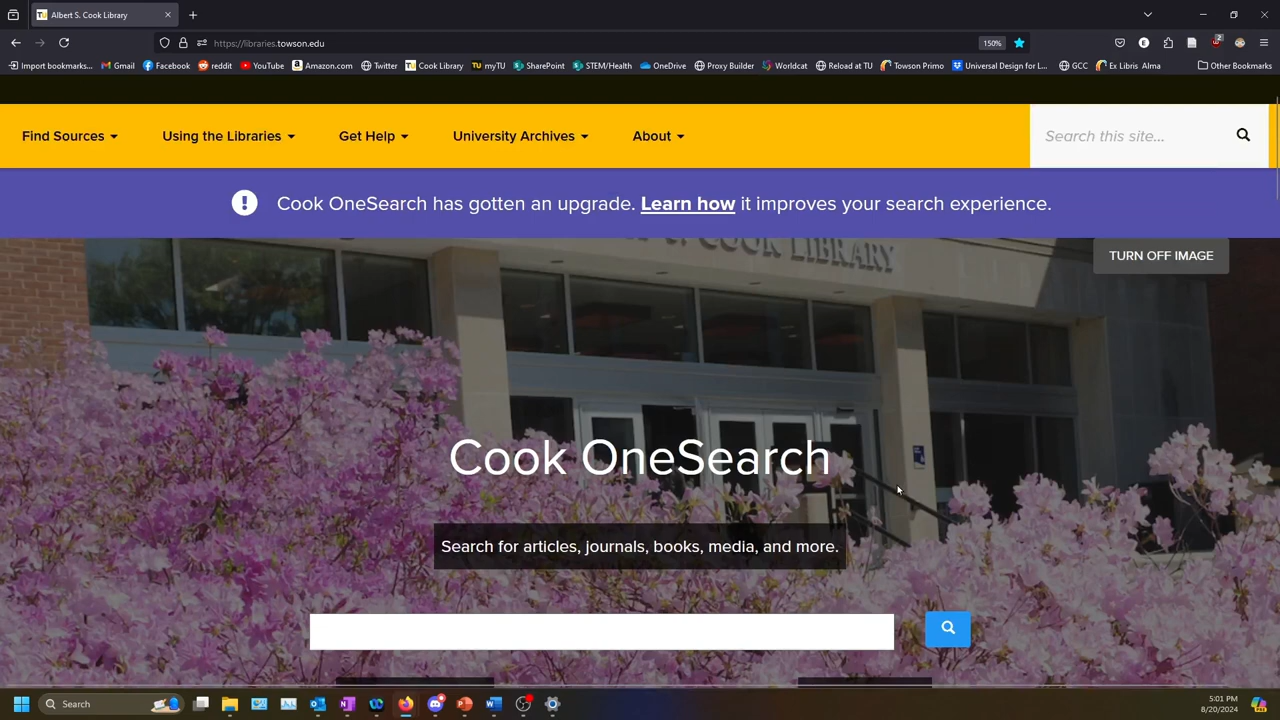 Albert S. Cook Library
https://libraries.towson.edu
150%
2
Import bookmarks...
Gmail
Facebook
reddit
YouTube
Amazon.com
Twitter
Cook Library
myTU
SharePoint
STEM/Health
OneDrive
Proxy Builder
Worldcat
Reload at TU
Towson Primo
Universal Design for L...
GCC
Ex Libris Alma
Other Bookmarks
Find Sources
Using the Libraries
Get Help
University Archives
About
Search this site...
! Cook OneSearch has gotten an upgrade. Learn how it improves your search experience.
COOK LIBRARY
TURN OFF IMAGE
Cook OneSearch
Search for articles, journals, books, media, and more.
Search
5:01 PM
8/20/2024